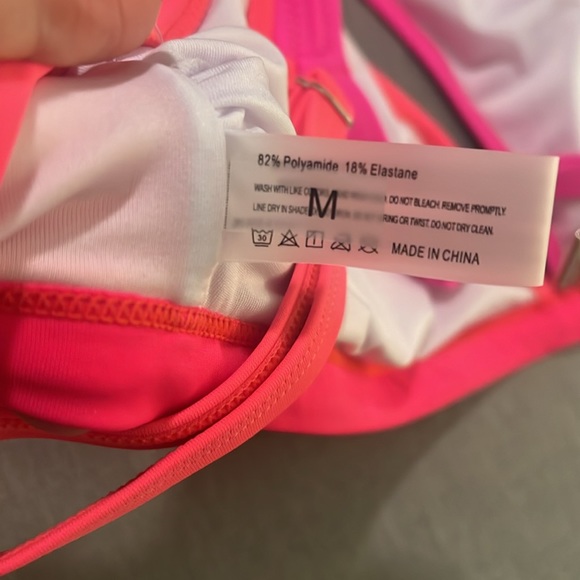 82% Polyamide 18% Elastane
WASH WITH LIKE DO NOT BLEACH. REMOVE PROMPTLY
M
LINE DRY IN SHADE OR TWIST. DO NOT DRY CLEAN.
30 MADE IN CHINA